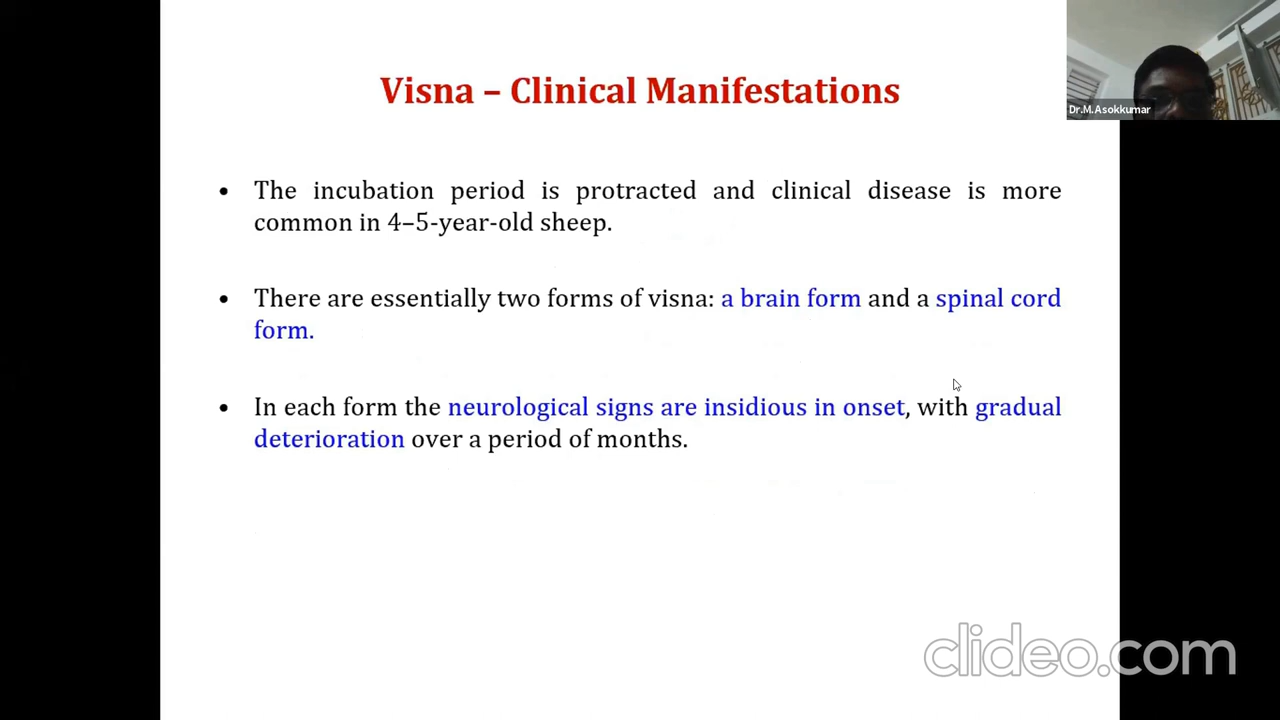 Visna – Clinical Manifestations
Dr.M.Asokkumar
• The incubation period is protracted and clinical disease is more
common in 4–5-year-old sheep.
• There are essentially two forms of visna: a brain form and a spinal cord
form.
• In each form the neurological signs are insidious in onset, with gradual
deterioration over a period of months.
clideo.com